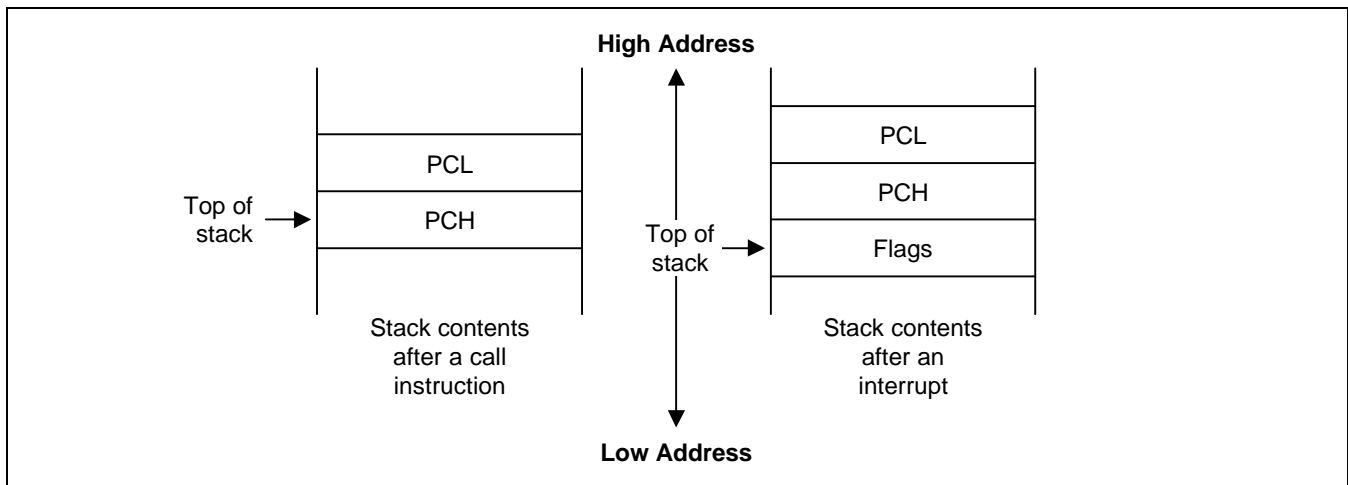 High Address
PCL
PCH
Top of
stack
Stack contents
after a call
instruction
PCL
PCH
Flags
Top of
stack
Stack contents
after an
interrupt
Low Address